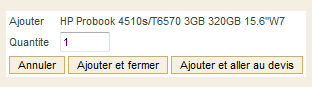 Ajouter HP Probook 4510s/T6570 3GB 320GB 15.6"W7
Quantite 1
Annuler Ajouter et fermer Ajouter et aller au devis